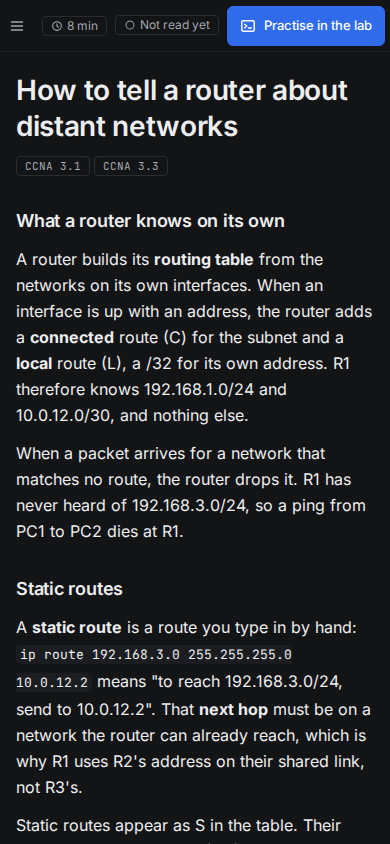 8 min
Not read yet
Practise in the lab
How to tell a router about
distant networks
CCNA 3.1
CCNA 3.3
What a router knows on its own
A router builds its routing table from the
networks on its own interfaces. When an
interface is up with an address, the router adds
a connected route (C) for the subnet and a
local route (L), a /32 for its own address. R1
therefore knows 192.168.1.0/24 and
10.0.12.0/30, and nothing else.
When a packet arrives for a network that
matches no route, the router drops it. R1 has
never heard of 192.168.3.0/24, so a ping from
PC1 to PC2 dies at R1.
Static routes
A static route is a route you type in by hand:
ip route 192.168.3.0 255.255.255.0
10.0.12.2 means "to reach 192.168.3.0/24,
send to 10.0.12.2". That next hop must be on a
network the router can already reach, which is
why R1 uses R2's address on their shared link,
not R3's.
Static routes appear as S in the table. Their